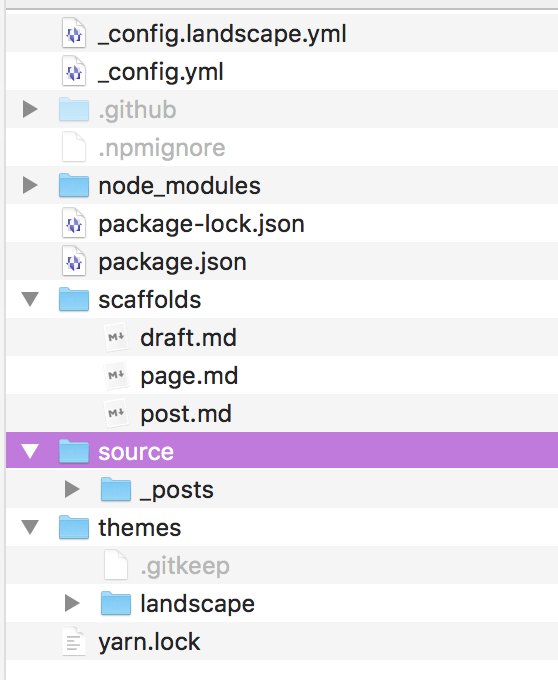 _config.landscape.yml
_config.yml
.github
.npmignore
node_modules
package-lock.json
package.json
scaffolds
draft.md
page.md
post.md
source
_posts
themes
.gitkeep
landscape
yarn.lock